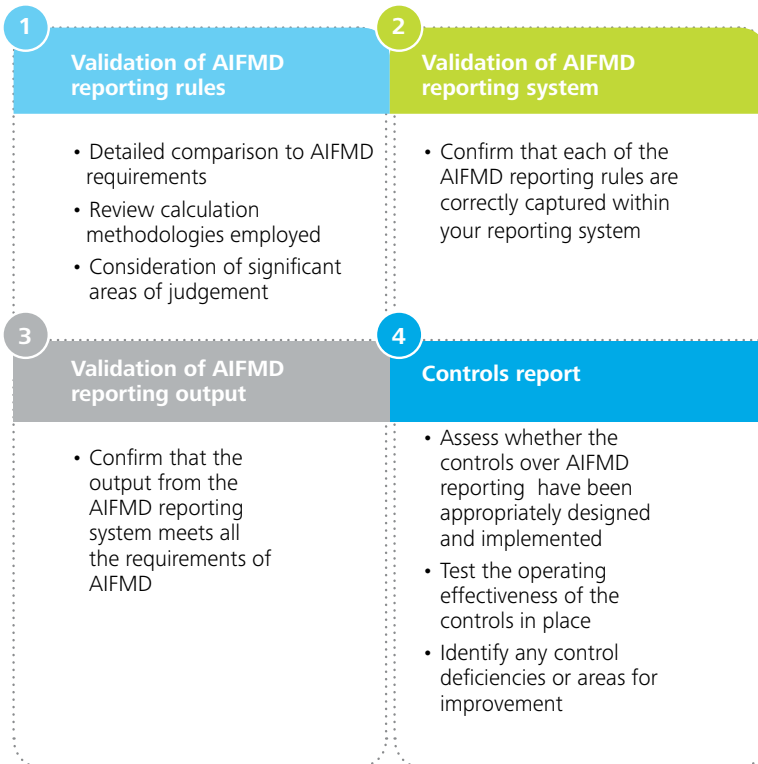 1
Validation of AIFMD
reporting rules
• Detailed comparison to AIFMD
requirements
• Review calculation
methodologies employed
• Consideration of significant
areas of judgement
2
Validation of AIFMD
reporting system
• Confirm that each of the
AIFMD reporting rules are
correctly captured within
your reporting system
3
Validation of AIFMD
reporting output
• Confirm that the
output from the
AIFMD reporting
system meets all
the requirements of
AIFMD
4
Controls report
• Assess whether the
controls over AIFMD
reporting have been
appropriately designed
and implemented
• Test the operating
effectiveness of the
controls in place
• Identify any control
deficiencies or areas for
improvement